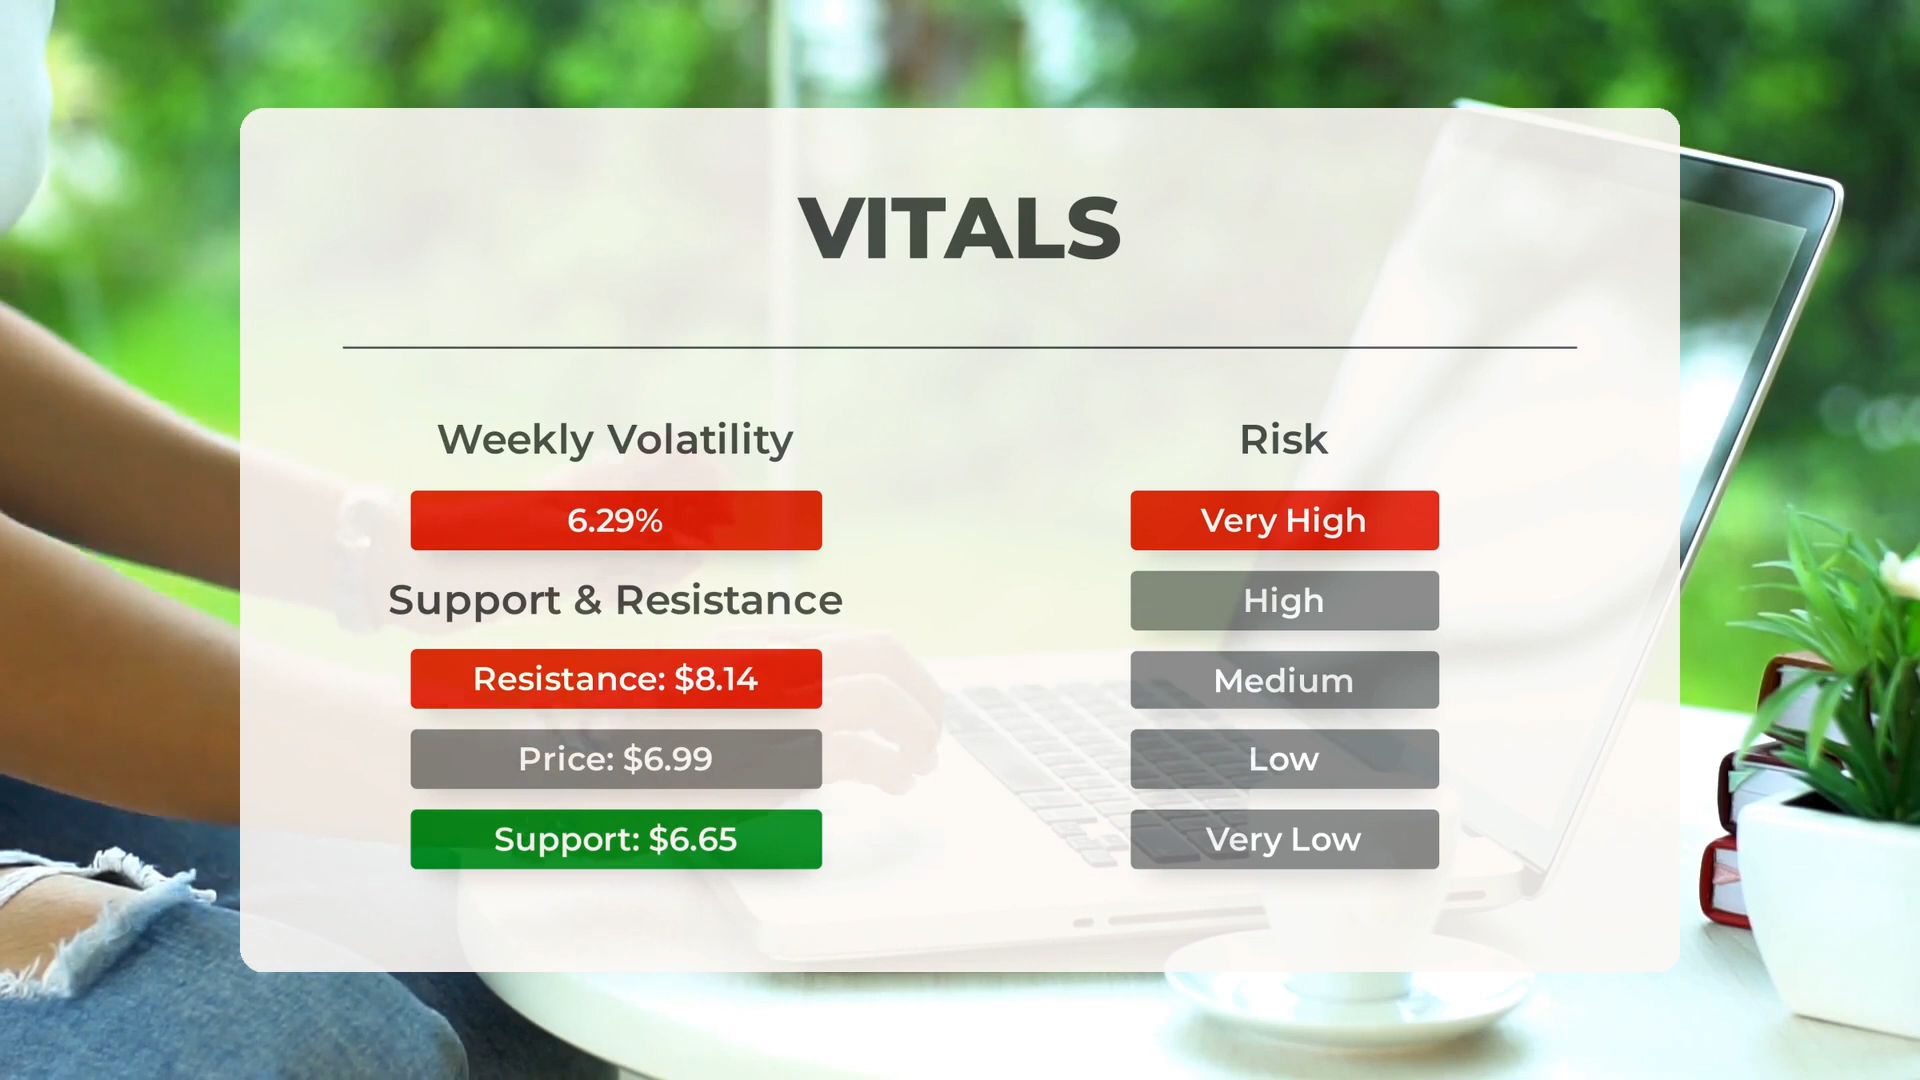 VITALS
Weekly Volatility
6.29%
Support & Resistance
Resistance: $8.14
Price: $6.99
Support: $6.65
Risk
Very High
High
Medium
Low
Very Low